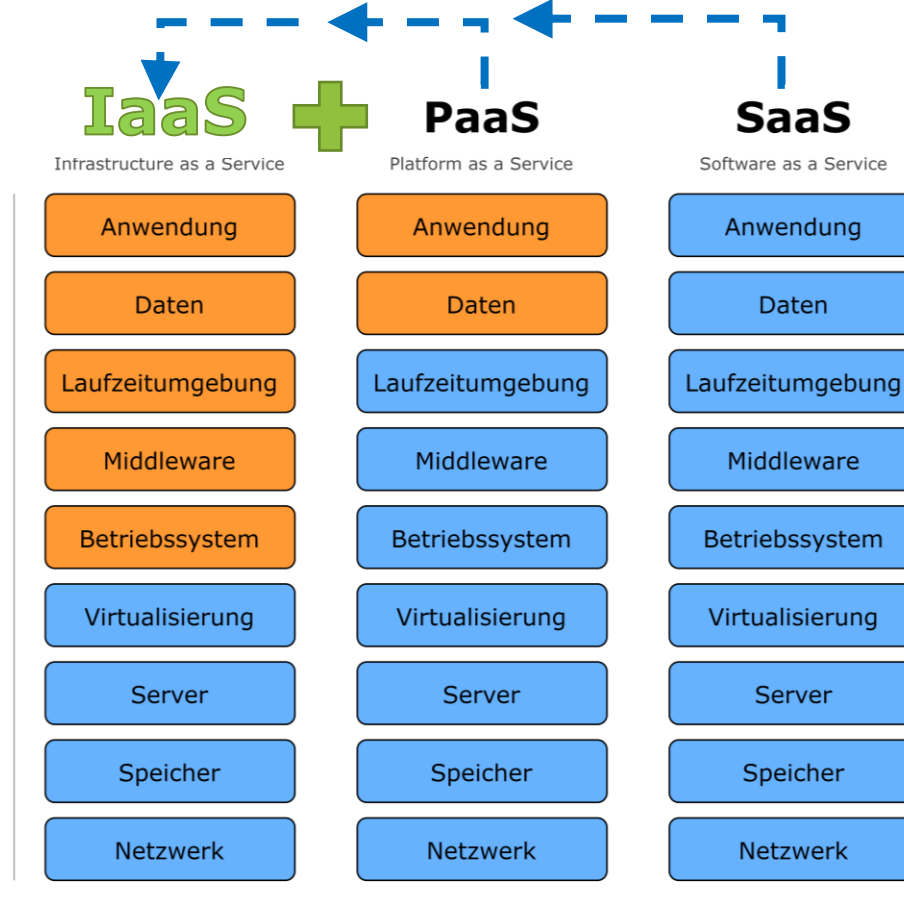 IaaS
PaaS
SaaS
Infrastructure as a Service
Platform as a Service
Software as a Service
Anwendung
Anwendung
Anwendung
Daten
Daten
Daten
Laufzeitumgebung
Laufzeitumgebung
Laufzeitumgebung
Middleware
Middleware
Middleware
Betriebssystem
Betriebssystem
Betriebssystem
Virtualisierung
Virtualisierung
Virtualisierung
Server
Server
Server
Speicher
Speicher
Speicher
Netzwerk
Netzwerk
Netzwerk